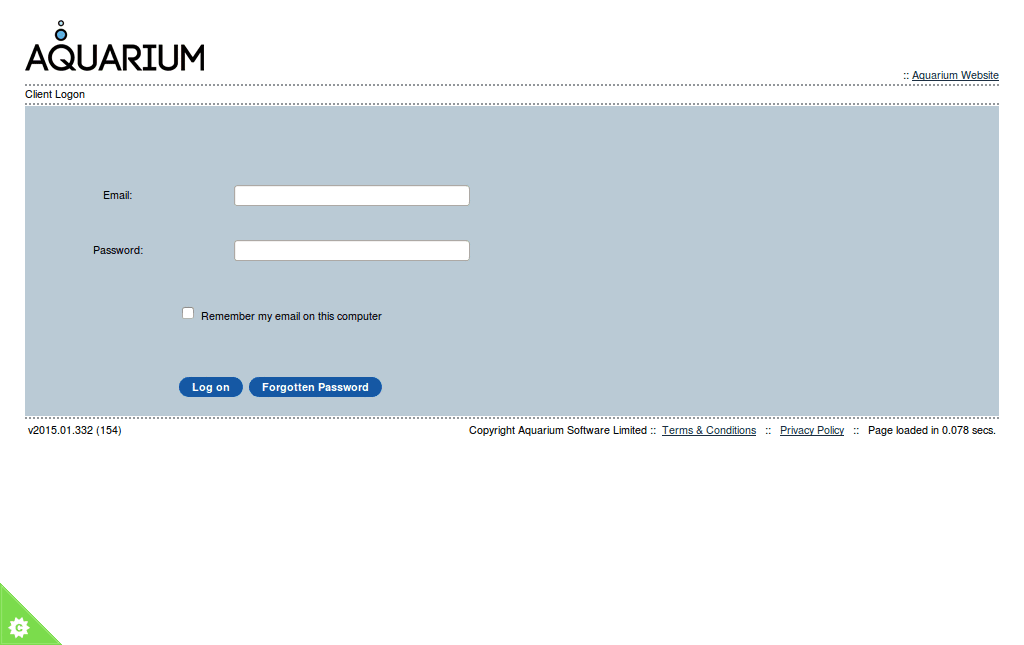 AQUARIUM
:: Aquarium Website
Client Logon
Email:
Password:
Remember my email on this computer
Log on Forgotten Password
v2015.01.332 (154) Copyright Aquarium Software Limited :: Terms & Conditions :: Privacy Policy :: Page loaded in 0.078 secs.
C